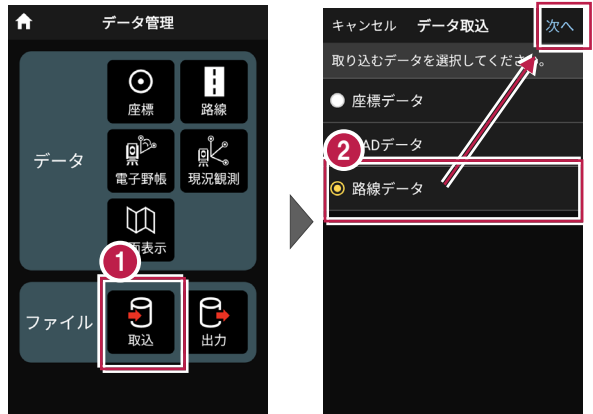 データ管理
データ
座標
路線
電子野帳
現況観測
面表示
1
ファイル
取込
出力
キャンセル データ取込 次へ
取り込むデータを選択してください。
座標データ
ADデータ
2
路線データ